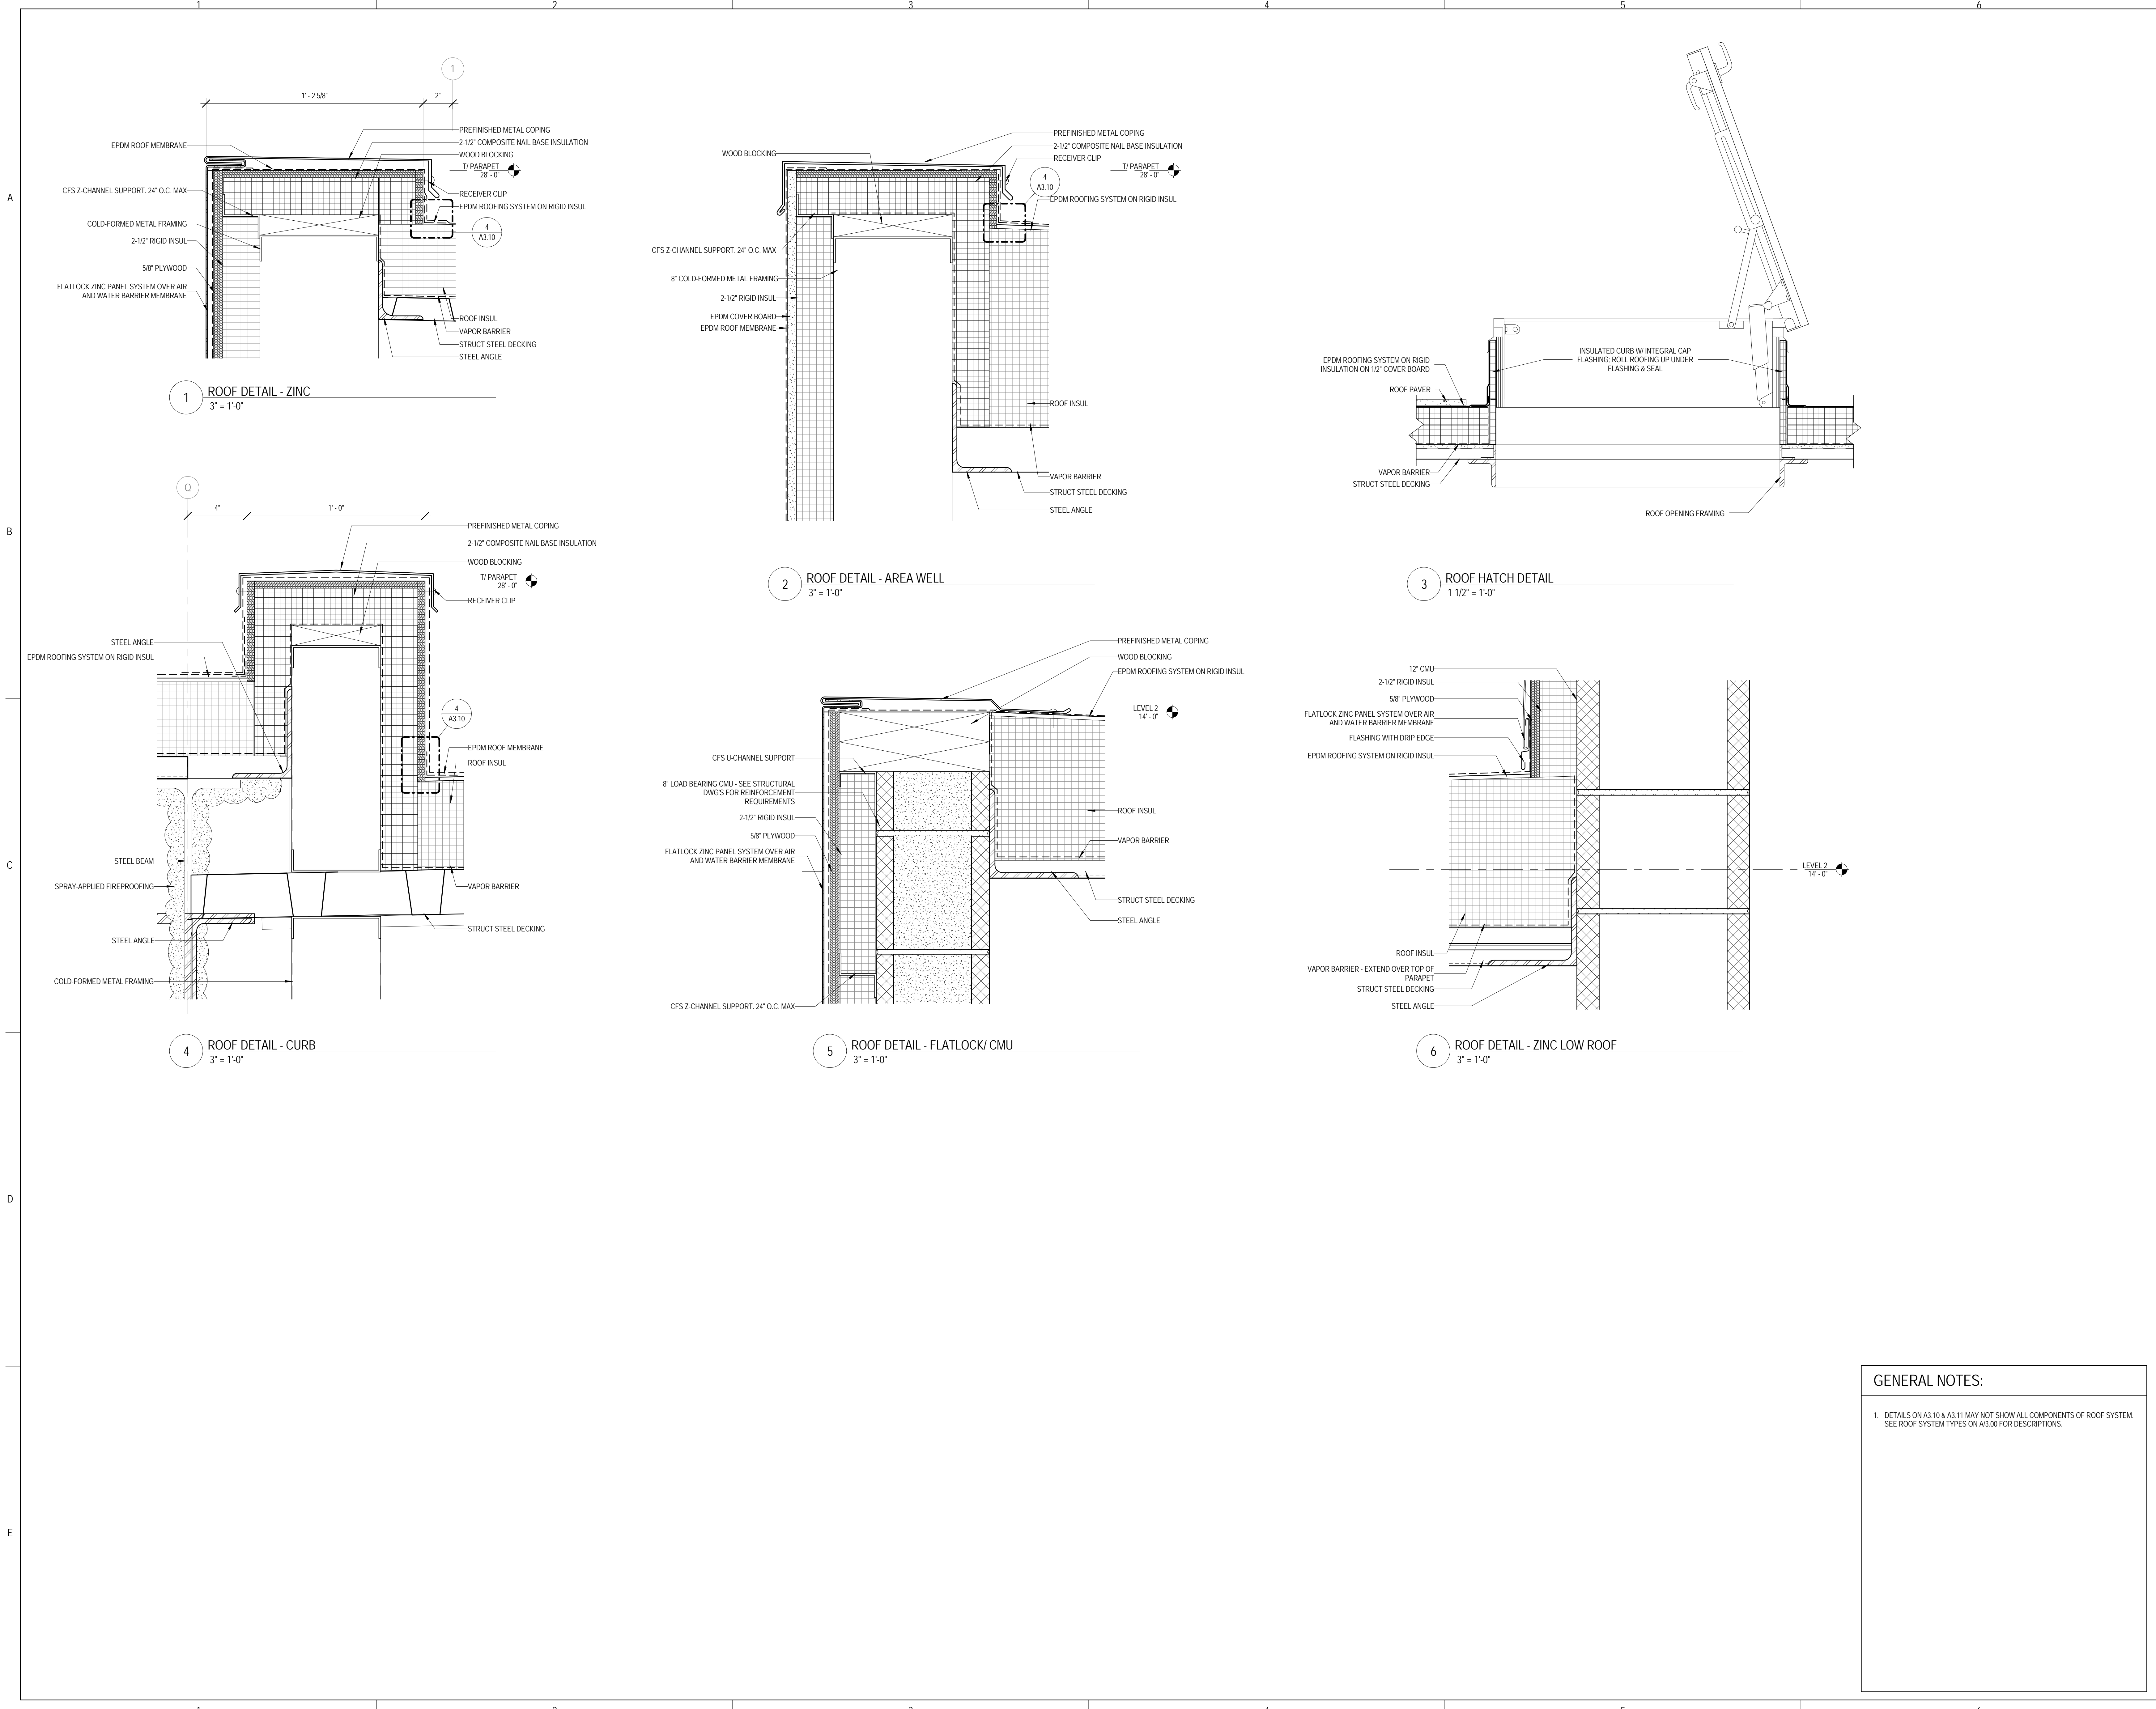 1 2 3 4 5 6
A
B
C
D
E
1
1' - 2 5/8"
2"
EPDM ROOF MEMBRANE
CFS Z-CHANNEL SUPPORT. 24" O.C. MAX
COLD-FORMED METAL FRAMING
2-1/2" RIGID INSUL
5/8" PLYWOOD
FLATLOCK ZINC PANEL SYSTEM OVER AIR
AND WATER BARRIER MEMBRANE
PREFINISHED METAL COPING
2-1/2" COMPOSITE NAIL BASE INSULATION
WOOD BLOCKING
T/ PARAPET
28' - 0"
RECEIVER CLIP
EPDM ROOFING SYSTEM ON RIGID INSUL
4
A3.10
ROOF INSUL
VAPOR BARRIER
STRUCT STEEL DECKING
STEEL ANGLE
1 ROOF DETAIL - ZINC
3" = 1'-0"
WOOD BLOCKING
CFS Z-CHANNEL SUPPORT. 24" O.C. MAX
8" COLD-FORMED METAL FRAMING
2-1/2" RIGID INSUL
EPDM COVER BOARD
EPDM ROOF MEMBRANE
PREFINISHED METAL COPING
2-1/2" COMPOSITE NAIL BASE INSULATION
RECEIVER CLIP
T/ PARAPET
28' - 0"
4
A3.10
EPDM ROOFING SYSTEM ON RIGID INSUL
ROOF INSUL
VAPOR BARRIER
STRUCT STEEL DECKING
STEEL ANGLE
2 ROOF DETAIL - AREA WELL
3" = 1'-0"
EPDM ROOFING SYSTEM ON RIGID
INSULATION ON 1/2" COVER BOARD
ROOF PAVER
INSULATED CURB W/ INTEGRAL CAP
FLASHING: ROLL ROOFING UP UNDER
FLASHING & SEAL
VAPOR BARRIER
STRUCT STEEL DECKING
ROOF OPENING FRAMING
3 ROOF HATCH DETAIL
1 1/2" = 1'-0"
Q
4"
1' - 0"
STEEL ANGLE
EPDM ROOFING SYSTEM ON RIGID INSUL
STEEL BEAM
SPRAY-APPLIED FIREPROOFING
STEEL ANGLE
COLD-FORMED METAL FRAMING
PREFINISHED METAL COPING
2-1/2" COMPOSITE NAIL BASE INSULATION
WOOD BLOCKING
T/ PARAPET
28' - 0"
RECEIVER CLIP
4
A3.10
EPDM ROOF MEMBRANE
ROOF INSUL
VAPOR BARRIER
STRUCT STEEL DECKING
4 ROOF DETAIL - CURB
3" = 1'-0"
CFS U-CHANNEL SUPPORT
8" LOAD BEARING CMU - SEE STRUCTURAL
DWG'S FOR REINFORCEMENT
REQUIREMENTS
2-1/2" RIGID INSUL
5/8" PLYWOOD
FLATLOCK ZINC PANEL SYSTEM OVER AIR
AND WATER BARRIER MEMBRANE
CFS Z-CHANNEL SUPPORT. 24" O.C. MAX
PREFINISHED METAL COPING
WOOD BLOCKING
EPDM ROOFING SYSTEM ON RIGID INSUL
LEVEL 2
14' - 0"
ROOF INSUL
VAPOR BARRIER
STRUCT STEEL DECKING
STEEL ANGLE
5 ROOF DETAIL - FLATLOCK/ CMU
3" = 1'-0"
12" CMU
2-1/2" RIGID INSUL
5/8" PLYWOOD
FLATLOCK ZINC PANEL SYSTEM OVER AIR
AND WATER BARRIER MEMBRANE
FLASHING WITH DRIP EDGE
EPDM ROOFING SYSTEM ON RIGID INSUL
LEVEL 2
14' - 0"
ROOF INSUL
VAPOR BARRIER - EXTEND OVER TOP OF
PARAPET
STRUCT STEEL DECKING
STEEL ANGLE
6 ROOF DETAIL - ZINC LOW ROOF
3" = 1'-0"
GENERAL NOTES:
1. DETAILS ON A3.10 & A3.11 MAY NOT SHOW ALL COMPONENTS OF ROOF SYSTEM.
SEE ROOF SYSTEM TYPES ON A/3.00 FOR DESCRIPTIONS.